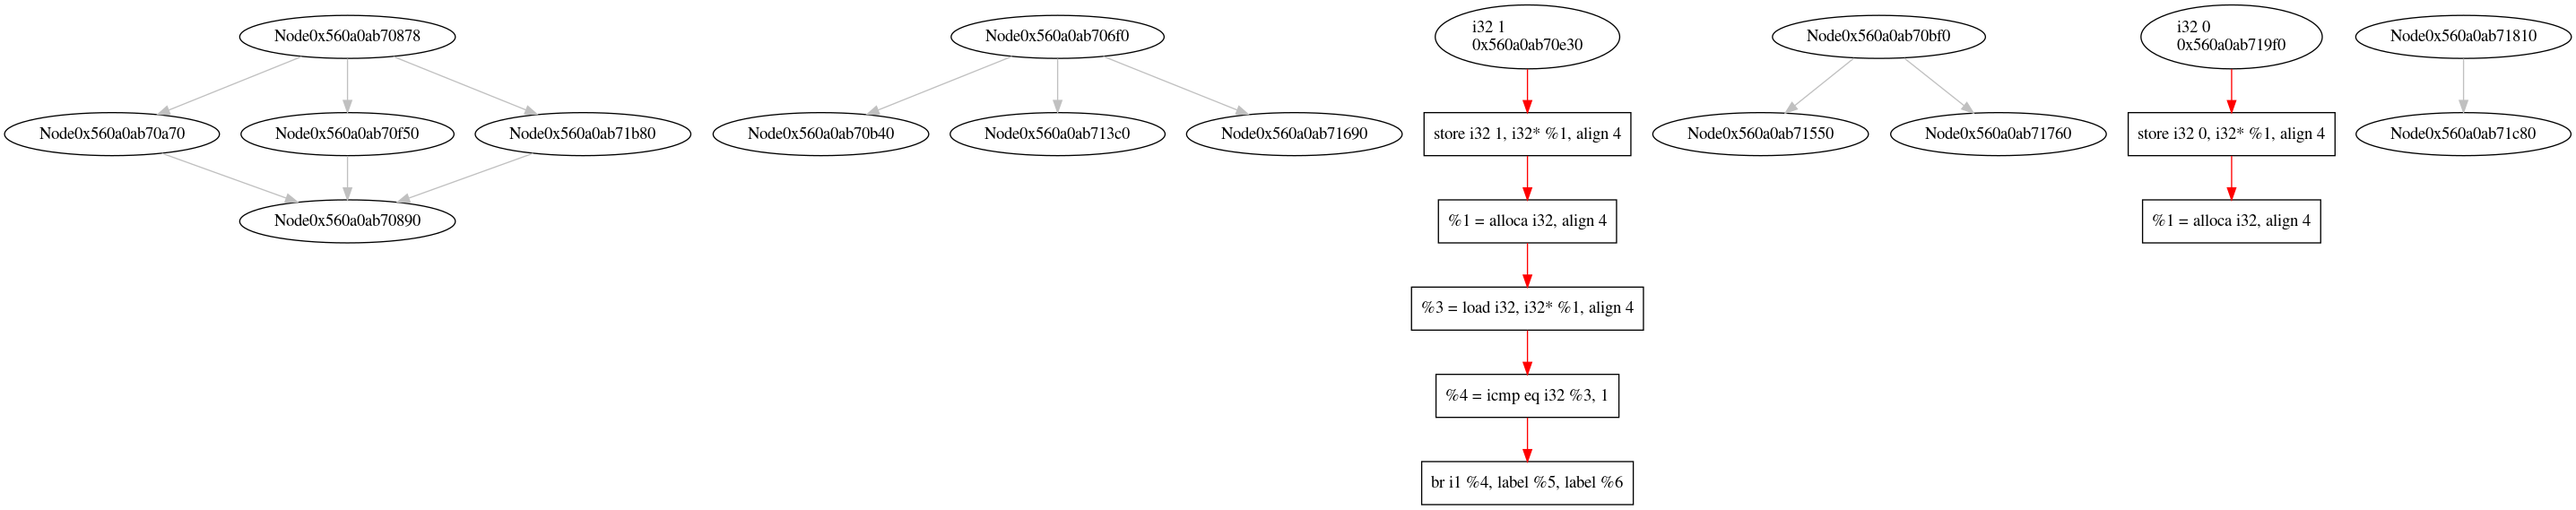 Node0x560a0ab70878
Node0x560a0ab706f0
i32 1
0x560a0ab70e30
Node0x560a0ab70bf0
i32 0
0x560a0ab719f0
Node0x560a0ab71810
Node0x560a0ab70a70
Node0x560a0ab70f50
Node0x560a0ab71b80
Node0x560a0ab70b40
Node0x560a0ab713c0
Node0x560a0ab71690
store i32 1, i32* %1, align 4
Node0x560a0ab71550
Node0x560a0ab71760
store i32 0, i32* %1, align 4
Node0x560a0ab71c80
Node0x560a0ab70890
%1 = alloca i32, align 4
%1 = alloca i32, align 4
%3 = load i32, i32* %1, align 4
%4 = icmp eq i32 %3, 1
br i1 %4, label %5, label %6